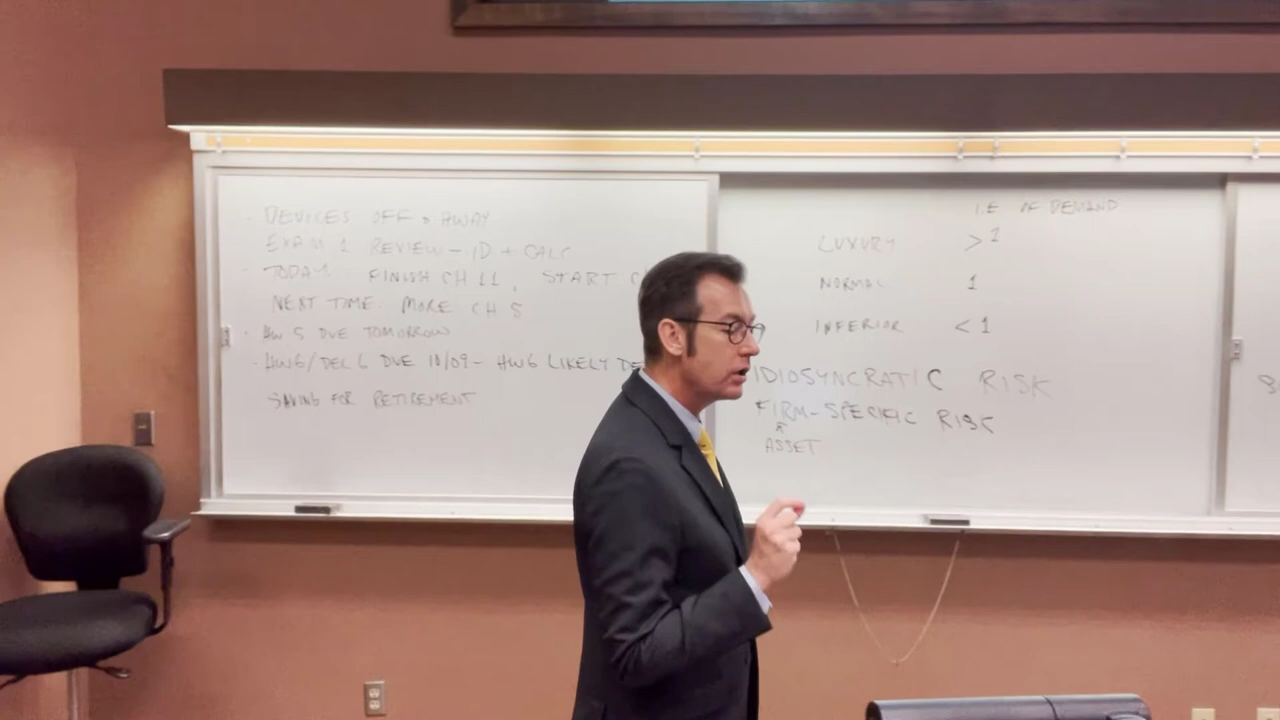 - DEVICES OFF & AWAY
EXAM 1 REVIEW - ID + CALC
- TODAY: FINISH CH 11, START C
NEXT TIME: MORE CH 5
- HW 5 DUE TOMORROW
- HW6/DEC 6 DUE 10/09 - HW6 LIKELY DE
SAVING FOR RETIREMENT
I.E OF DEMAND
LUXURY >1
NORMAL 1
INFERIOR <1
IDIOSYNCRATIC RISK
FIRM-SPECIFIC RISK
ASSET